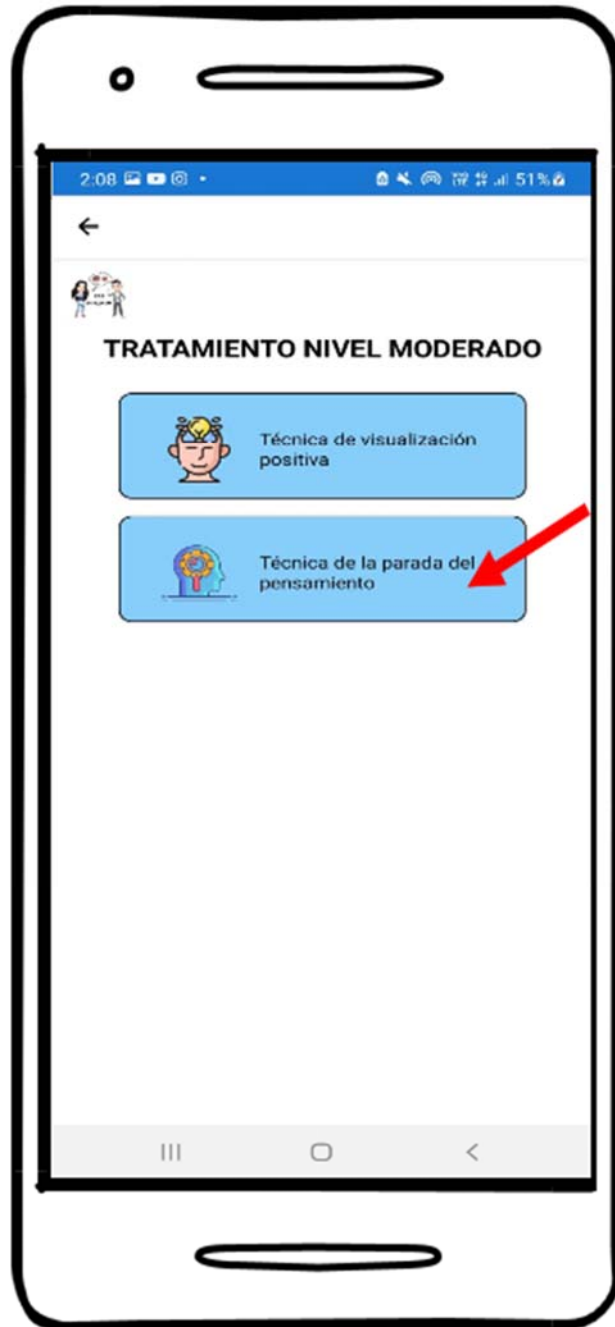 2:08 51%
TRATAMIENTO NIVEL MODERADO
Técnica de visualización
positiva
Técnica de la parada del
pensamiento